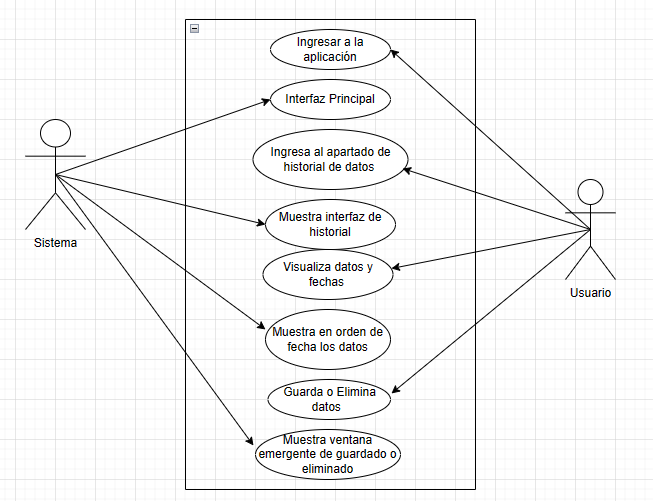 Ingresar a la
aplicación
Interfaz Principal
Ingresa al apartado de
historial de datos
Sistema
Muestra interfaz de
historial
Visualiza datos y
fechas
Usuario
Muestra en orden de
fecha los datos
Guarda o Elimina
datos
Muestra ventana
emergente de guardado o
eliminado